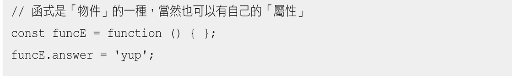 // 函式是「物件」的一種，當然也可以有自己的「屬性」
const funcE = function () { };
funcE.answer = 'yup';